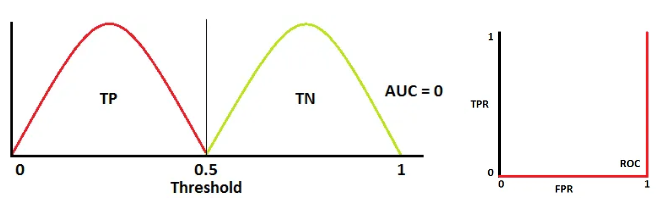 TP
TN
AUC = 0
0
0.5
1
Threshold
1
TPR
0
ROC
0
FPR
1